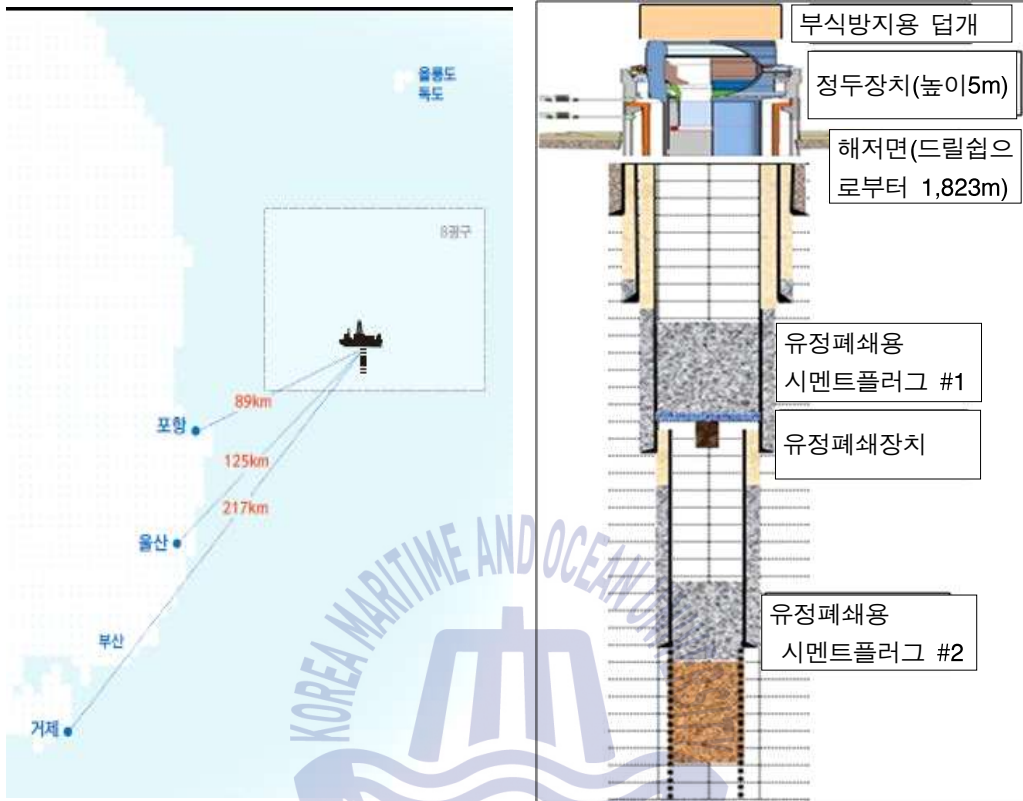 울릉도
독도
8광구
89km
포항
125km
217km
울산
부산
거제
부식방지용 덥개
정두장치(높이5m)
해저면(드릴쉽으
로부터 1,823m)
유정폐쇄용
시멘트플러그 #1
유정폐쇄장치
유정폐쇄용
시멘트플러그 #2
KOREA MARITIME AND OCEAN